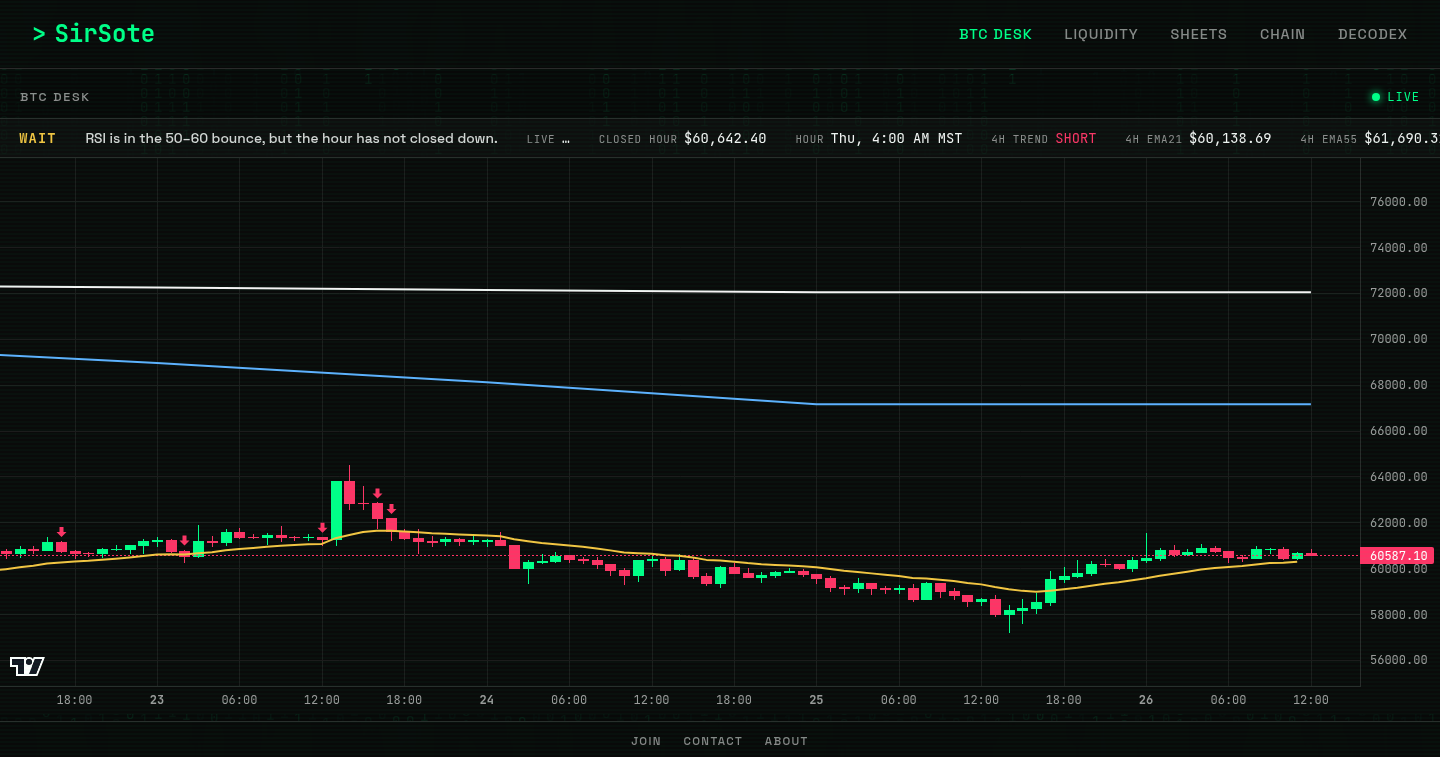 > SirSote
BTC DESK LIQUIDITY SHEETS CHAIN DECODEX
BTC DESK
LIVE
WAIT RSI is in the 50–60 bounce, but the hour has not closed down. LIVE … CLOSED HOUR $60,642.40 HOUR Thu, 4:00 AM MST 4H TREND SHORT 4H EMA21 $60,138.69 4H EMA55 $61,690.3
76000.00
74000.00
72000.00
70000.00
68000.00
66000.00
64000.00
62000.00
60587.10
60000.00
58000.00
56000.00
18:00 23 06:00 12:00 18:00 24 06:00 12:00 18:00 25 06:00 12:00 18:00 26 06:00 12:00
JOIN CONTACT ABOUT